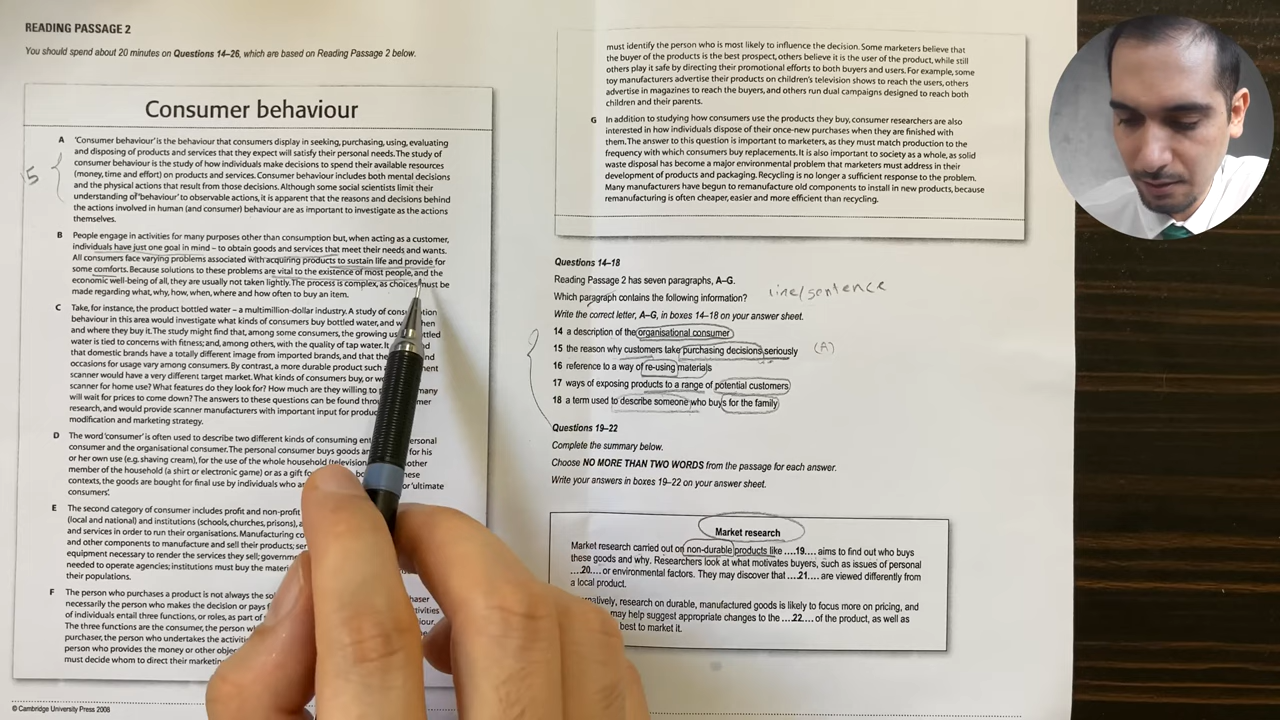 READING PASSAGE 2
You should spend about 20 minutes on Questions 14–26, which are based on Reading Passage 2 below.
Consumer behaviour
A 'Consumer behaviour' is the behaviour that consumers display in seeking, purchasing, using, evaluating
and disposing of products and services that they expect will satisfy their personal needs. The study of
consumer behaviour is the study of how individuals make decisions to spend their available resources
(money, time and effort) on products and services. Consumer behaviour includes both mental decisions
and the physical actions that result from those decisions. Although some social scientists limit their
understanding of 'behaviour' to observable actions, it is apparent that the reasons and decisions behind
the actions involved in human (and consumer) behaviour are as important to investigate as the actions
themselves.
15
B People engage in activities for many purposes other than consumption but, when acting as a customer,
individuals have just one goal in mind – to obtain goods and services that meet their needs and wants.
All consumers face varying problems associated with acquiring products to sustain life and provide for
some comforts. Because solutions to these problems are vital to the existence of most people, and the
economic well-being of all, they are usually not taken lightly. The process is complex, as choices must be
made regarding what, why, how, when, where and how often to buy an item.
C Take, for instance, the product bottled water – a multimillion-dollar industry. A study of
behaviour in this area would investigate what kinds of consumers buy bottled water, and
and where they buy it. The study might find that, among some consumers, the growing
water is tied to concerns with fitness; and, among others, with the quality of tap water.
that domestic brands have a totally different image from imported brands, and that the
occasions for usage vary among consumers. By contrast, a more durable product such
scanner would have a very different target market. What kinds of consumers buy, or
scanner for home use? What features do they look for? How much are they willing to many
will wait for prices to come down? The answers to these questions can be found
research, and would provide scanner manufacturers with important input for
modification and marketing strategy.
D The word 'consumer' is often used to describe two different kinds of consuming
consumer and the organisational consumer. The personal consumer buys goods for his
or her own use (e.g. shaving cream), for the use of the whole household
member of the household (a shirt or electronic game) or as a gift
contexts, the goods are bought for final use by individuals who or 'ultimate
consumers'.
E The second category of consumer includes profit and non-profit
(local and national) and institutions (schools, churches, prisons),
and services in order to run their organisations. Manufacturing
and other components to manufacture and sell their products;
equipment necessary to render the services they sell;
needed to operate agencies; institutions must buy the
their populations.
F The person who purchases a product is not always the
necessarily the person who makes the decision or pays
of individuals entail three functions, or roles, as part of
The three functions are the consumer, the person
purchaser, the person who undertakes the
person who provides the money or other
must decide whom to direct their
© Cambridge University Press 2008
must identify the person who is most likely to influence the decision. Some marketers believe that
the buyer of the products is the best prospect, others believe it is the user of the product, while still
others play it safe by directing their promotional efforts to both buyers and users. For example, some
toy manufacturers advertise their products on children's television shows to reach the users, others
advertise in magazines to reach the buyers, and others run dual campaigns designed to reach both
children and their parents.
G In addition to studying how consumers use the products they buy, consumer researchers are also
interested in how individuals dispose of their once-new purchases when they are finished with
them. The answer to this question is important to marketers, as they must match production to the
frequency with which consumers buy replacements. It is also important to society as a whole, as solid
waste disposal has become a major environmental problem that marketers must address in their
development of products and packaging. Recycling is no longer a sufficient response to the problem.
Many manufacturers have begun to remanufacture old components to install in new products, because
remanufacturing is often cheaper, easier and more efficient than recycling.
Questions 14–18
Reading Passage 2 has seven paragraphs, A–G.
Which paragraph contains the following information? line/sentence
Write the correct letter, A–G, in boxes 14–18 on your answer sheet.
14 a description of the organisational consumer
15 the reason why customers take purchasing decisions seriously (A)
16 reference to a way of re-using materials
17 ways of exposing products to a range of potential customers
18 a term used to describe someone who buys for the family
Questions 19–22
Complete the summary below.
Choose NO MORE THAN TWO WORDS from the passage for each answer.
Write your answers in boxes 19–22 on your answer sheet.
Market research
Market research carried out on non-durable products like ....19.... aims to find out who buys
these goods and why. Researchers look at what motivates buyers, such as issues of personal
....20.... or environmental factors. They may discover that ....21.... are viewed differently from
a local product.
research on durable, manufactured goods is likely to focus more on pricing, and
may help suggest appropriate changes to the ....22.... of the product, as well as
best to market it.